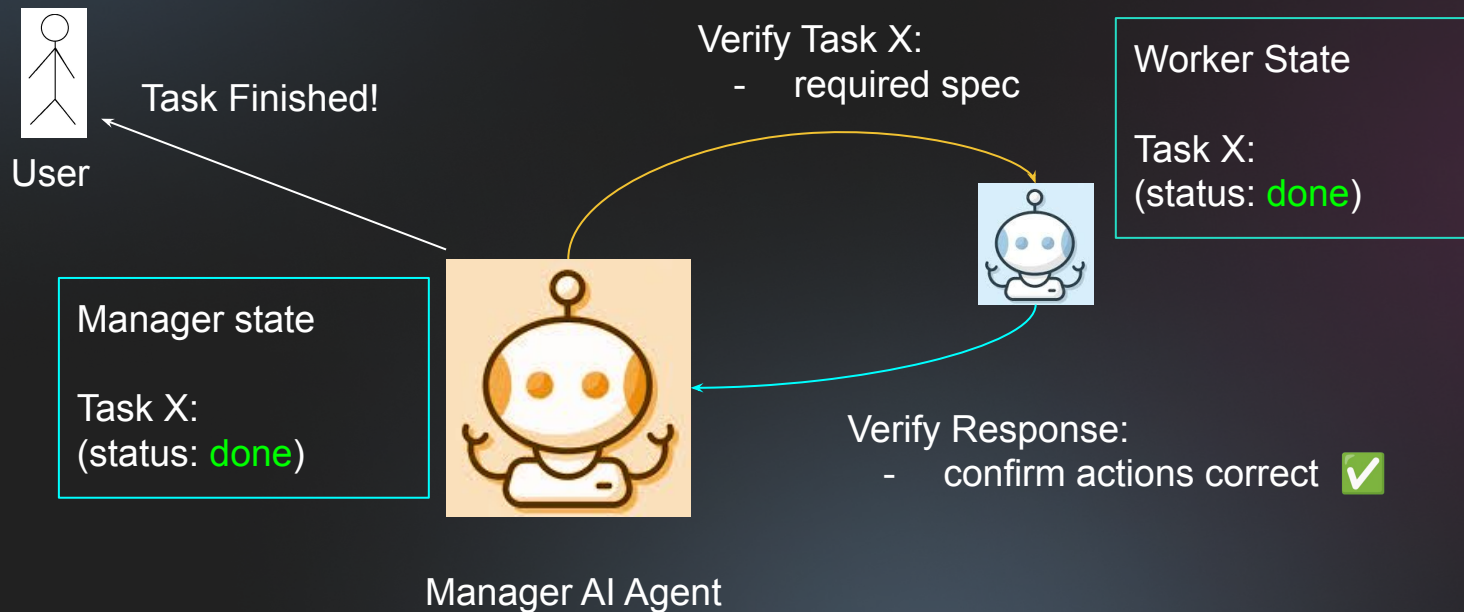 Task Finished!
User
Verify Task X:
- required spec
Worker State
Task X:
(status: done)
Manager state
Task X:
(status: done)
Verify Response:
- confirm actions correct ✅
Manager AI Agent